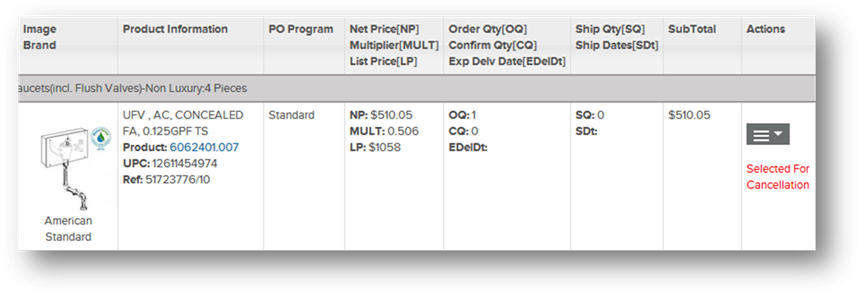 Image
Brand
Product Information
PO Program
Net Price[NP]
Multiplier[MULT]
List Price[LP]
Order Qty[OQ]
Confirm Qty[CQ]
Exp Delv Date[EDelDt]
Ship Qty[SQ]
Ship Dates[SDt]
SubTotal
Actions
aucets(incl. Flush Valves)-Non Luxury:4 Pieces
American
Standard
UFV , AC, CONCEALED
FA, 0.125GPF TS
Product: 6062401.007
UPC: 12611454974
Ref: 51723776/10
Standard
NP: $510.05
MULT: 0.506
LP: $1058
OQ: 1
CQ: 0
EDelDt:
SQ: 0
SDt:
$510.05
Selected For
Cancellation